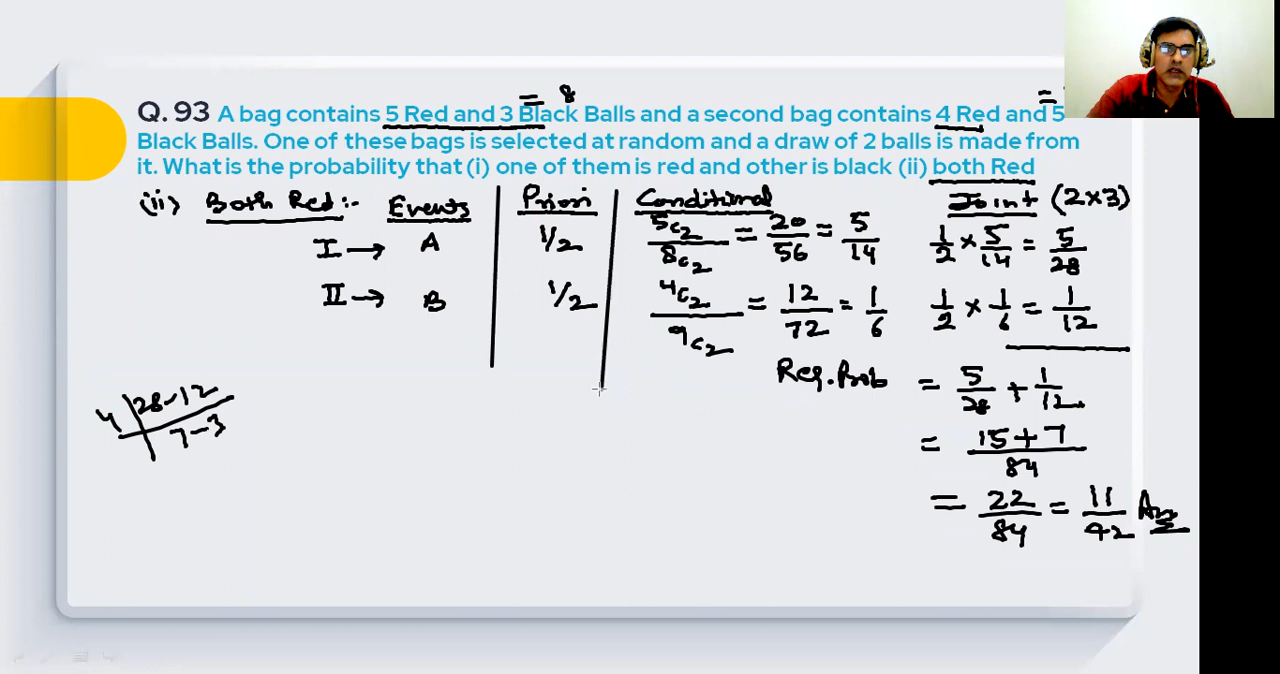 = 8 =
Q. 93 A bag contains 5 Red and 3 Black Balls and a second bag contains 4 Red and 5
Black Balls. One of these bags is selected at random and a draw of 2 balls is made from
it. What is the probability that (i) one of them is red and other is black (ii) both Red
(ii) Both Red :- Events Priori Conditional Joint (2×3)
I → A 1/2 5c2/8c2 = 20/56 = 5/14 1/2 × 5/14 = 5/28
II → B 1/2 4c2/9c2 = 12/72 = 1/6 1/2 × 1/6 = 1/12
Req. Prob = 5/28 + 1/12
4 | 28 - 12
7 - 3
= 15 + 7/84
= 22/84 = 11/42 Ans